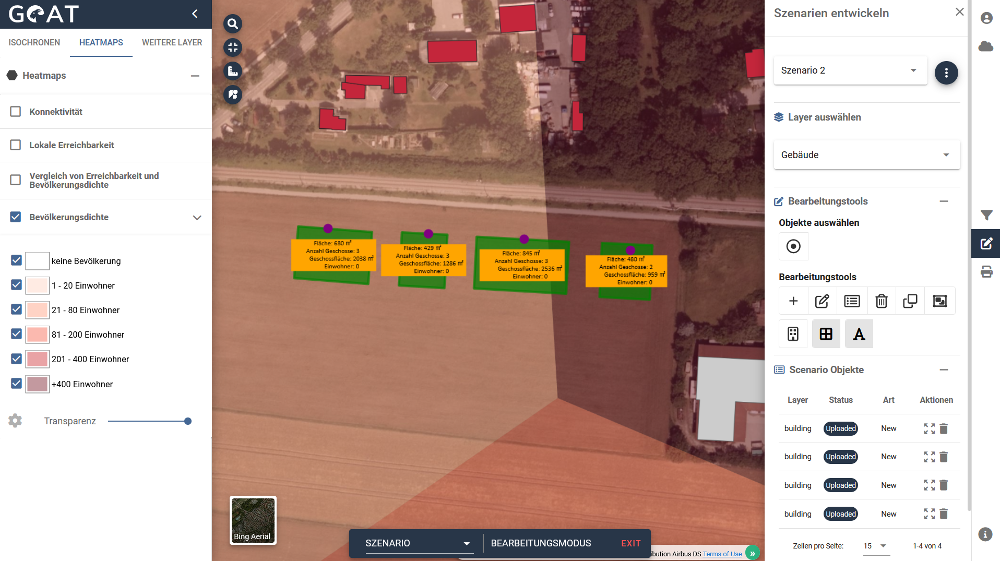 GOAT
ISOCHRONEN
HEATMAPS
WEITERE LAYER
Heatmaps
Konnektivität
Lokale Erreichbarkeit
Vergleich von Erreichbarkeit und
Bevölkerungsdichte
Bevölkerungsdichte
keine Bevölkerung
1 - 20 Einwohner
21 - 80 Einwohner
81 - 200 Einwohner
201 - 400 Einwohner
+400 Einwohner
Transparenz
Fläche: 680 m²
Anzahl Geschosse: 3
Geschossfläche: 2038 m²
Einwohner: 0
Fläche: 429 m²
Anzahl Geschosse: 3
Geschossfläche: 1286 m²
Einwohner: 0
Fläche: 845 m²
Anzahl Geschosse: 3
Geschossfläche: 2536 m²
Einwohner: 0
Fläche: 480 m²
Anzahl Geschosse: 2
Geschossfläche: 959 m²
Einwohner: 0
Bing Aerial
SZENARIO
BEARBEITUNGSMODUS
EXIT
ibution Airbus DS Terms of Use
»
Szenarien entwickeln
Szenario 2
Layer auswählen
Gebäude
Bearbeitungstools
Objekte auswählen
Bearbeitungstools
A
Scenario Objekte
Layer Status Art Aktionen
building Uploaded New
building Uploaded New
building Uploaded New
building Uploaded New
Zeilen pro Seite: 15 1-4 von 4